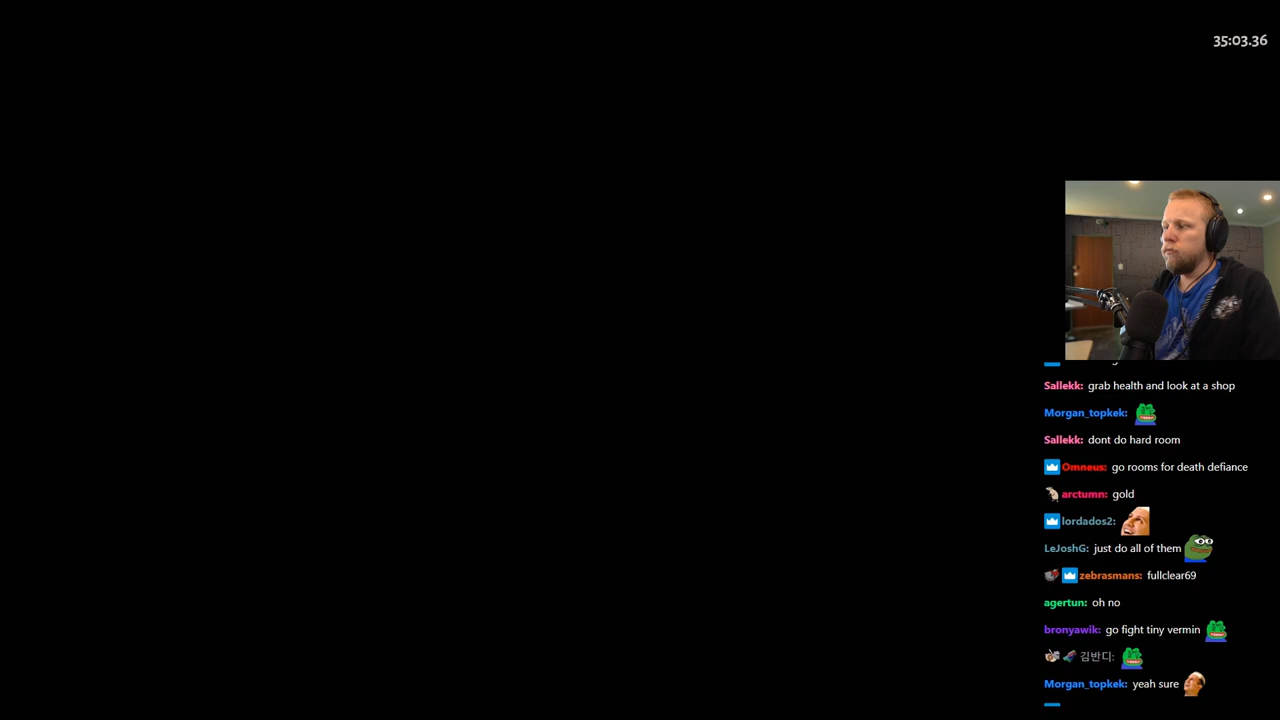 35:03.36
Sallekk: grab health and look at a shop
Morgan_topkek:
Sallekk: dont do hard room
Omneus: go rooms for death defiance
arctumn: gold
lordados2:
LeJoshG: just do all of them
zebrasmans: fullclear69
agertun: oh no
bronyawik: go fight tiny vermin
김반디:
Morgan_topkek: yeah sure